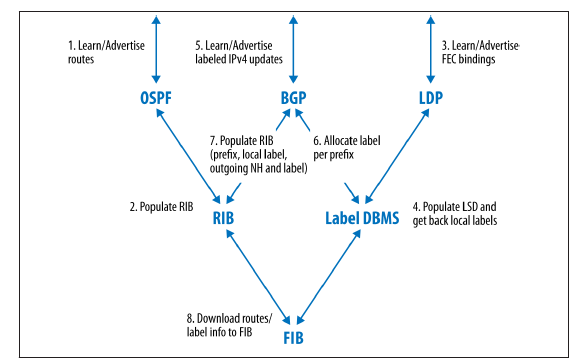 1. Learn/Advertise
routes
5. Learn/Advertise
labeled IPv4 updates
3. Learn/Advertise
FEC bindings
OSPF
BGP
LDP
7. Populate RIB
(prefix, local label,
outgoing NH and label)
6. Allocate label
per prefix
2. Populate RIB
RIB
Label DBMS
4. Populate LSD and
get back local labels
8. Download routes/
label info to FIB
FIB